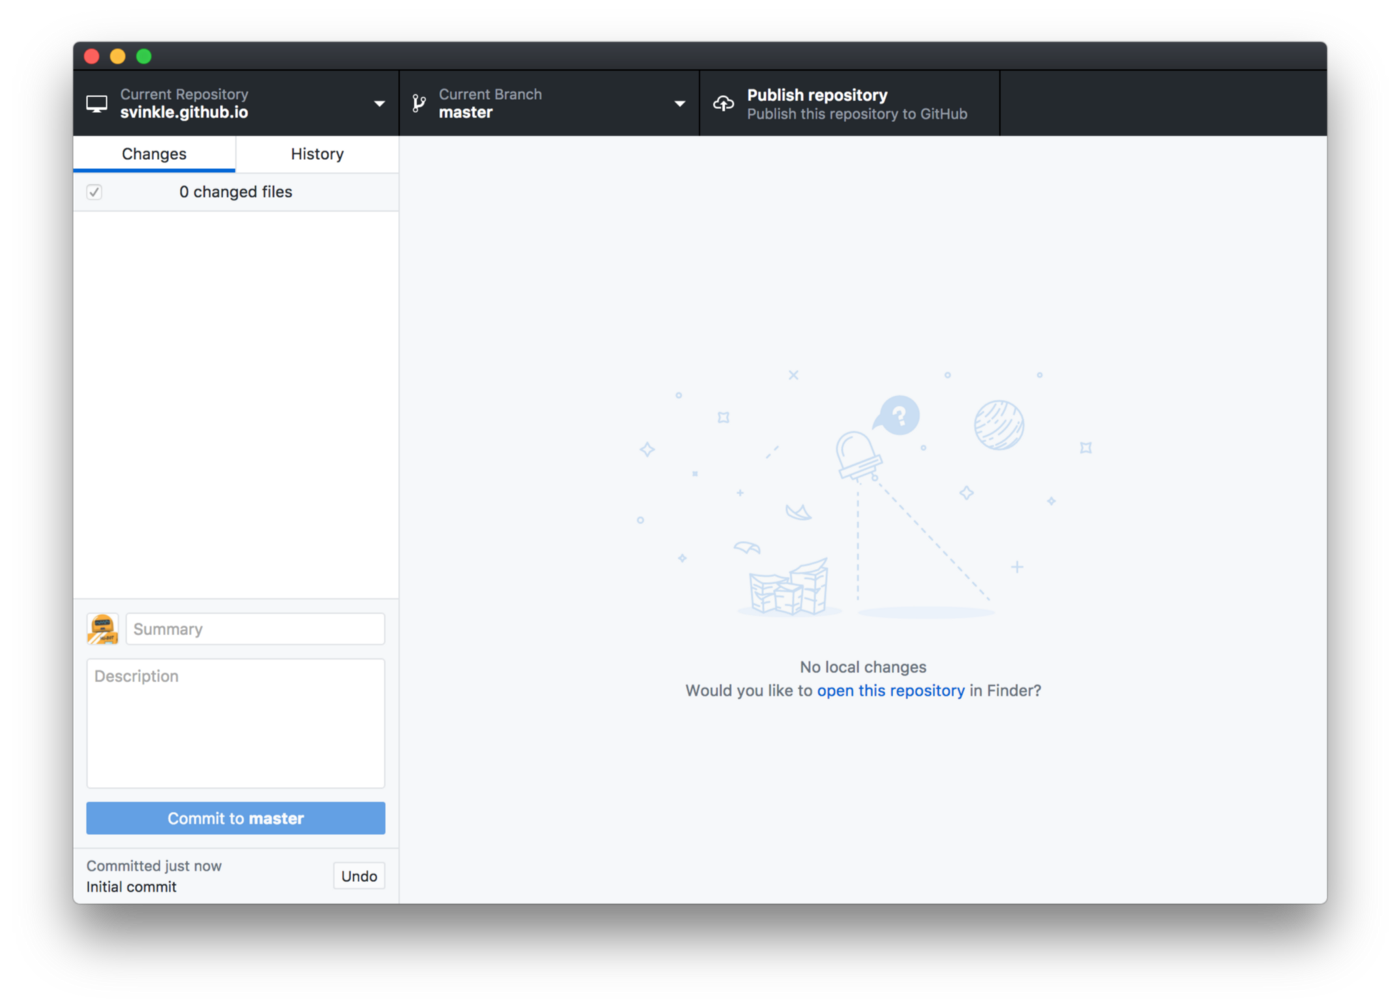 Current Repository
svinkle.github.io
Current Branch
master
Publish repository
Publish this repository to GitHub
Changes
History
0 changed files
?
Summary
Description
No local changes
Would you like to open this repository in Finder?
Commit to master
Committed just now
Initial commit
Undo